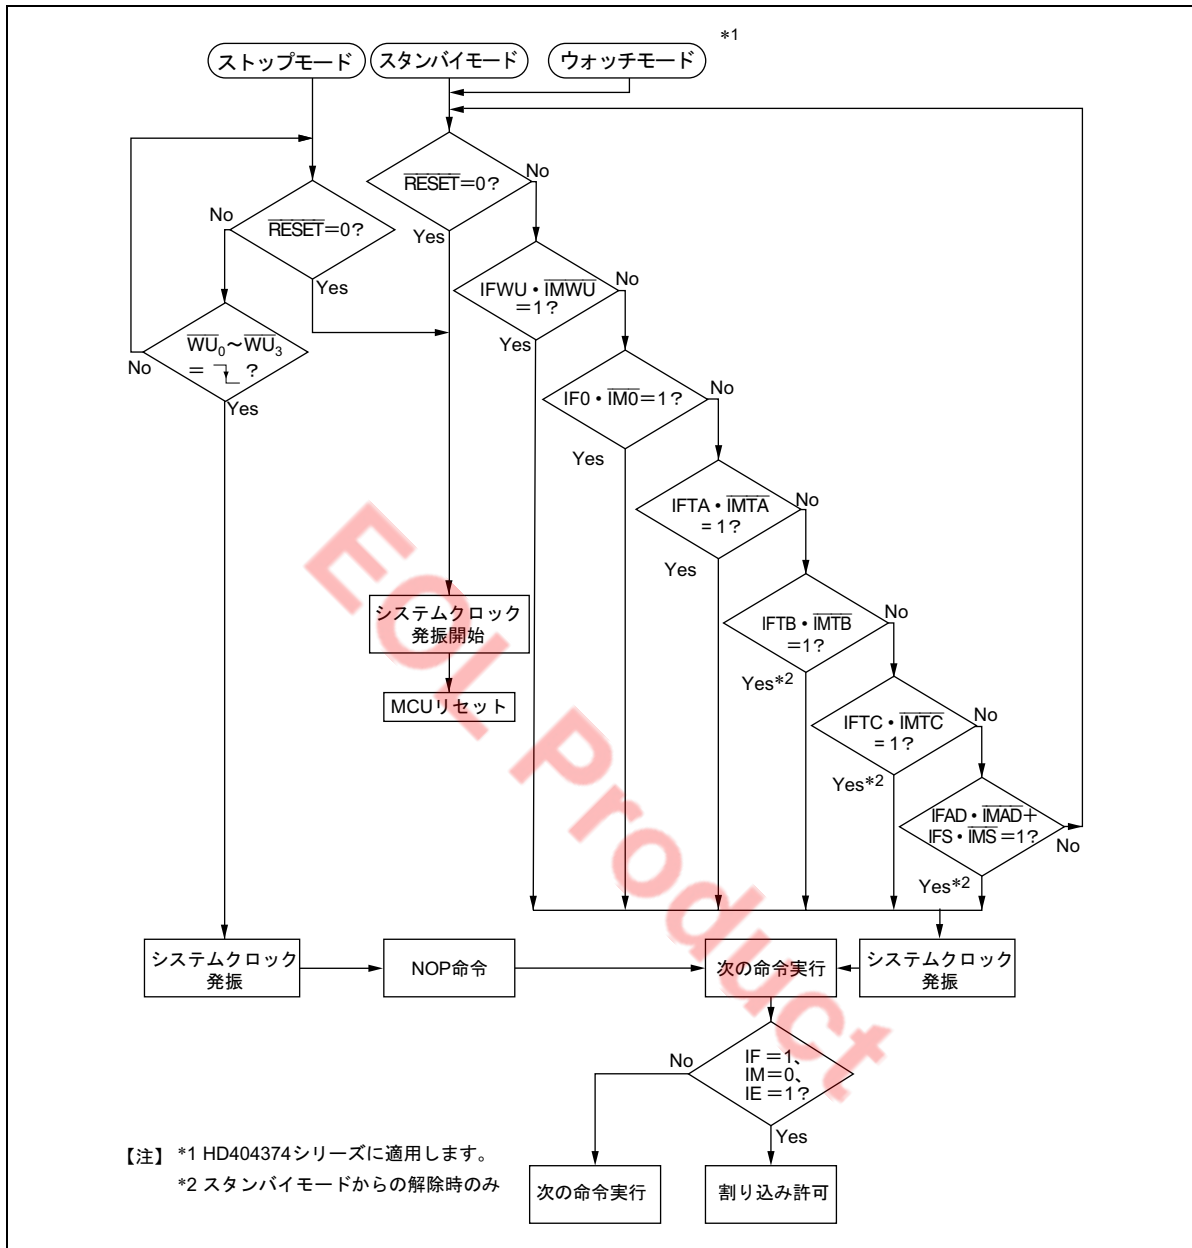 *1
ストップモード
スタンバイモード
ウォッチモード
RESET=0?
No
Yes
RESET=0?
No
Yes
IFWU・IMWU
=1?
No
Yes
WU0~WU3
= ?
No
Yes
IF0・IM0=1?
No
Yes
IFTA・IMTA
=1?
No
Yes
IFTB・IMTB
=1?
No
Yes*2
システムクロック
発振開始
MCUリセット
IFTC・IMTC
=1?
No
Yes*2
IFAD・IMAD+
IFS・IMS=1?
No
Yes*2
システムクロック
発振
NOP命令
次の命令実行
システムクロック
発振
IF=1、
IM=0、
IE=1?
No
Yes
次の命令実行
割り込み許可
【注】 *1 HD404374シリーズに適用します。
*2 スタンバイモードからの解除時のみ
EOL Product